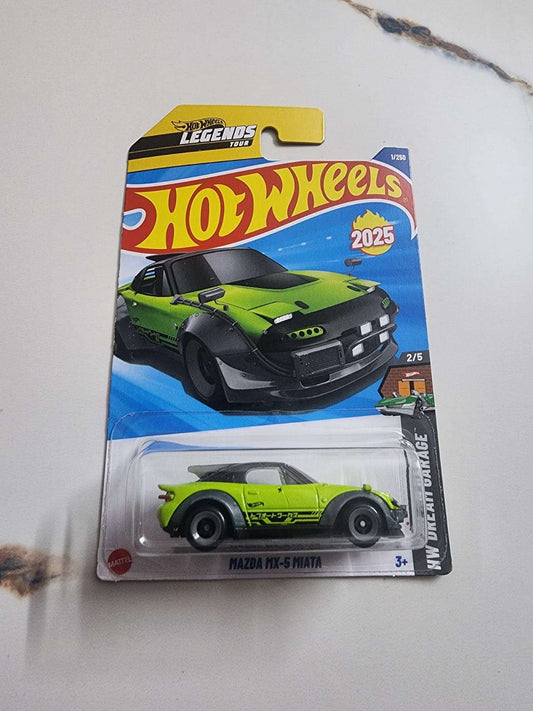 HOT WHEELS
LEGENDS
TOUR
1/250
HOT WHEELS
2025
2/5
HW DREAM GARAGE™
MATTEL
MAZDA MX-5 MIATA
3+